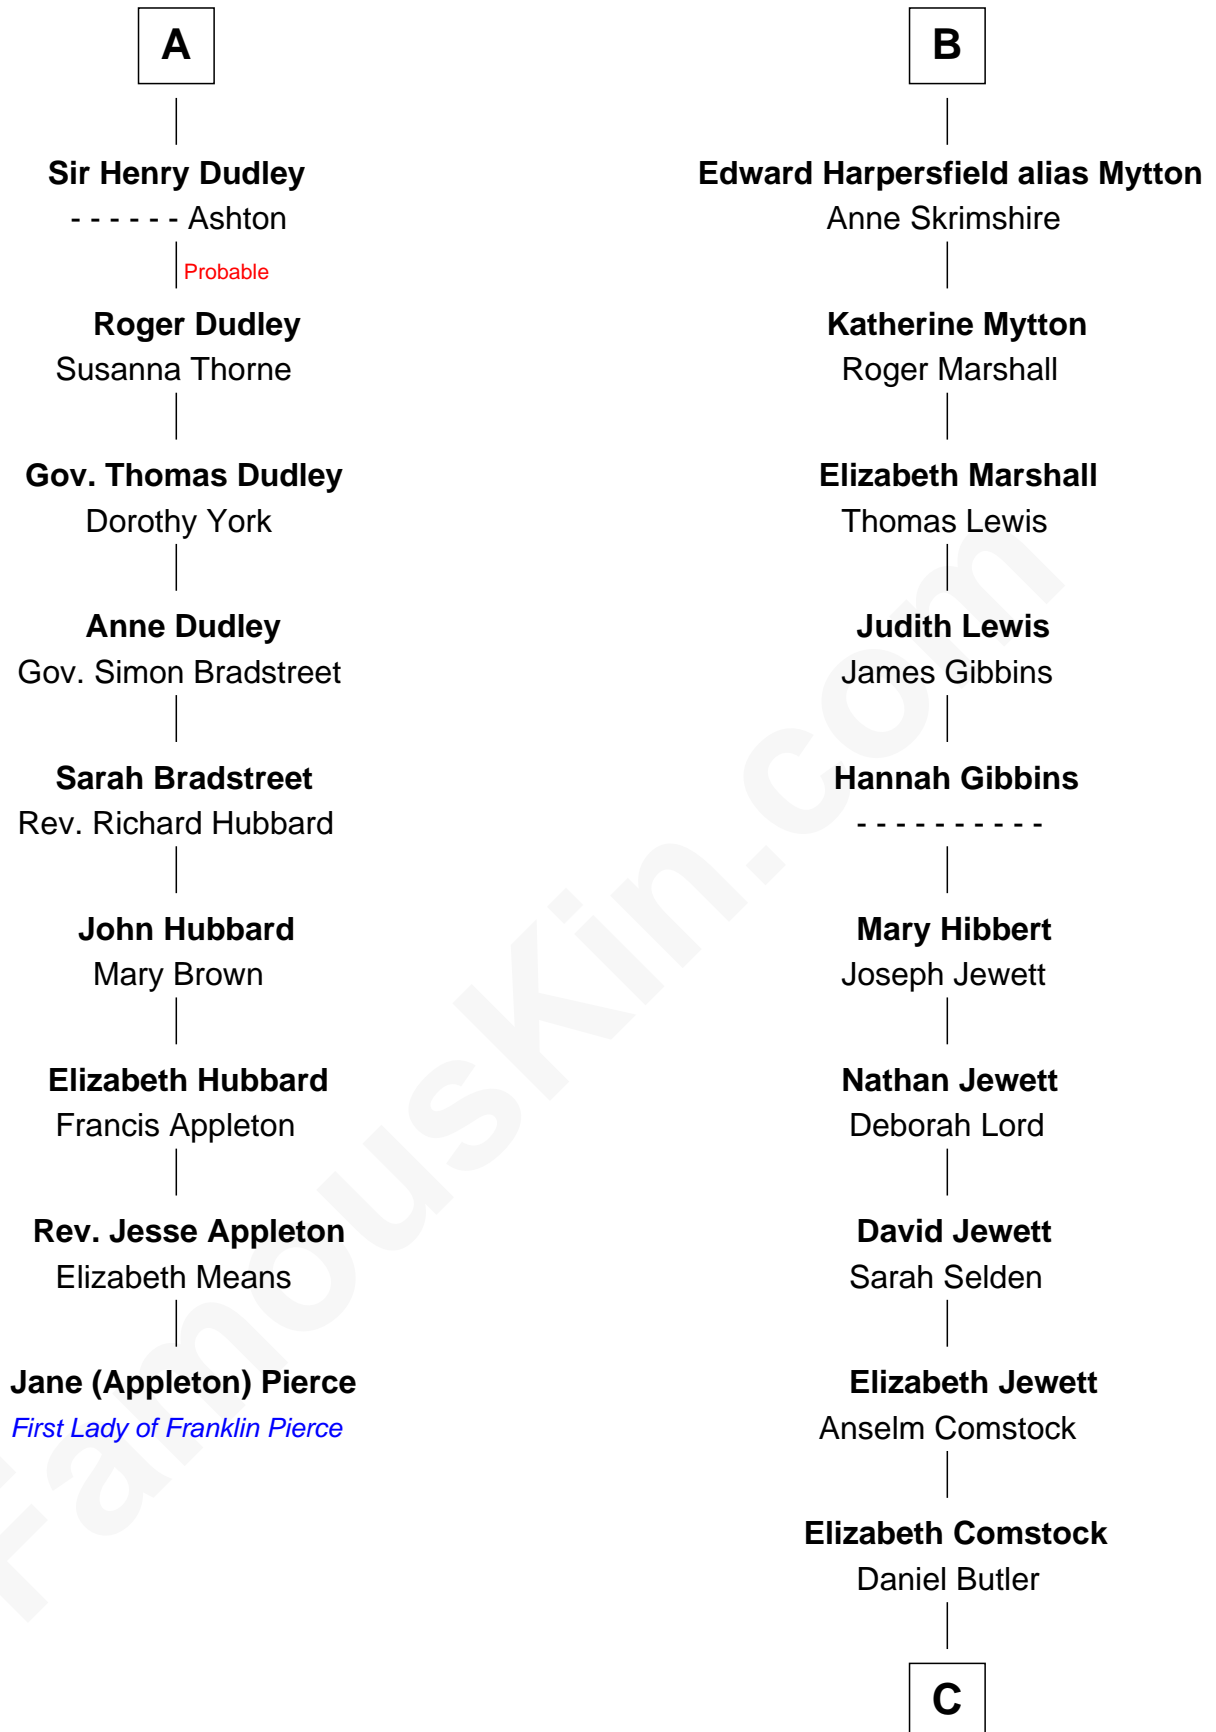 A
Sir Henry Dudley
- - - - - - Ashton
Probable
Roger Dudley
Susanna Thorne
Gov. Thomas Dudley
Dorothy York
Anne Dudley
Gov. Simon Bradstreet
Sarah Bradstreet
Rev. Richard Hubbard
John Hubbard
Mary Brown
Elizabeth Hubbard
Francis Appleton
Rev. Jesse Appleton
Elizabeth Means
Jane (Appleton) Pierce
First Lady of Franklin Pierce
B
Edward Harpersfield alias Mytton
Anne Skrimshire
Katherine Mytton
Roger Marshall
Elizabeth Marshall
Thomas Lewis
Judith Lewis
James Gibbins
Hannah Gibbins
- - - - - - - - - -
Mary Hibbert
Joseph Jewett
Nathan Jewett
Deborah Lord
David Jewett
Sarah Selden
Elizabeth Jewett
Anselm Comstock
Elizabeth Comstock
Daniel Butler
C
FamousKin.com